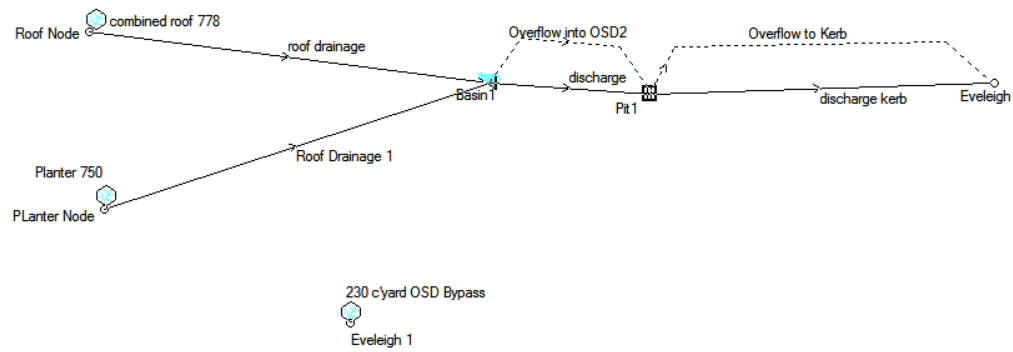 combined roof 778
Roof Node
roof drainage
Overflow into OSD2
Overflow to Kerb
discharge
Basin1
Pit1
discharge kerb
Eveleigh
Roof Drainage 1
Planter 750
PLanter Node
230 c'yard OSD Bypass
Eveleigh 1